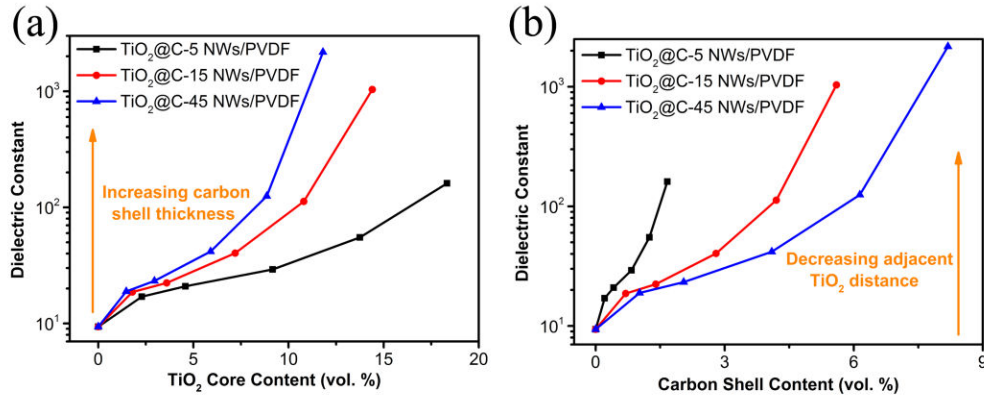 (a)
TiO₂@C-5 NWs/PVDF
TiO₂@C-15 NWs/PVDF
TiO₂@C-45 NWs/PVDF
10³
10²
10¹
Dielectric Constant
Increasing carbon
shell thickness
0 5 10 15 20
TiO₂ Core Content (vol. %)
(b)
TiO₂@C-5 NWs/PVDF
TiO₂@C-15 NWs/PVDF
TiO₂@C-45 NWs/PVDF
10³
10²
10¹
Dielectric Constant
Decreasing adjacent
TiO₂ distance
0 3 6 9
Carbon Shell Content (vol. %)